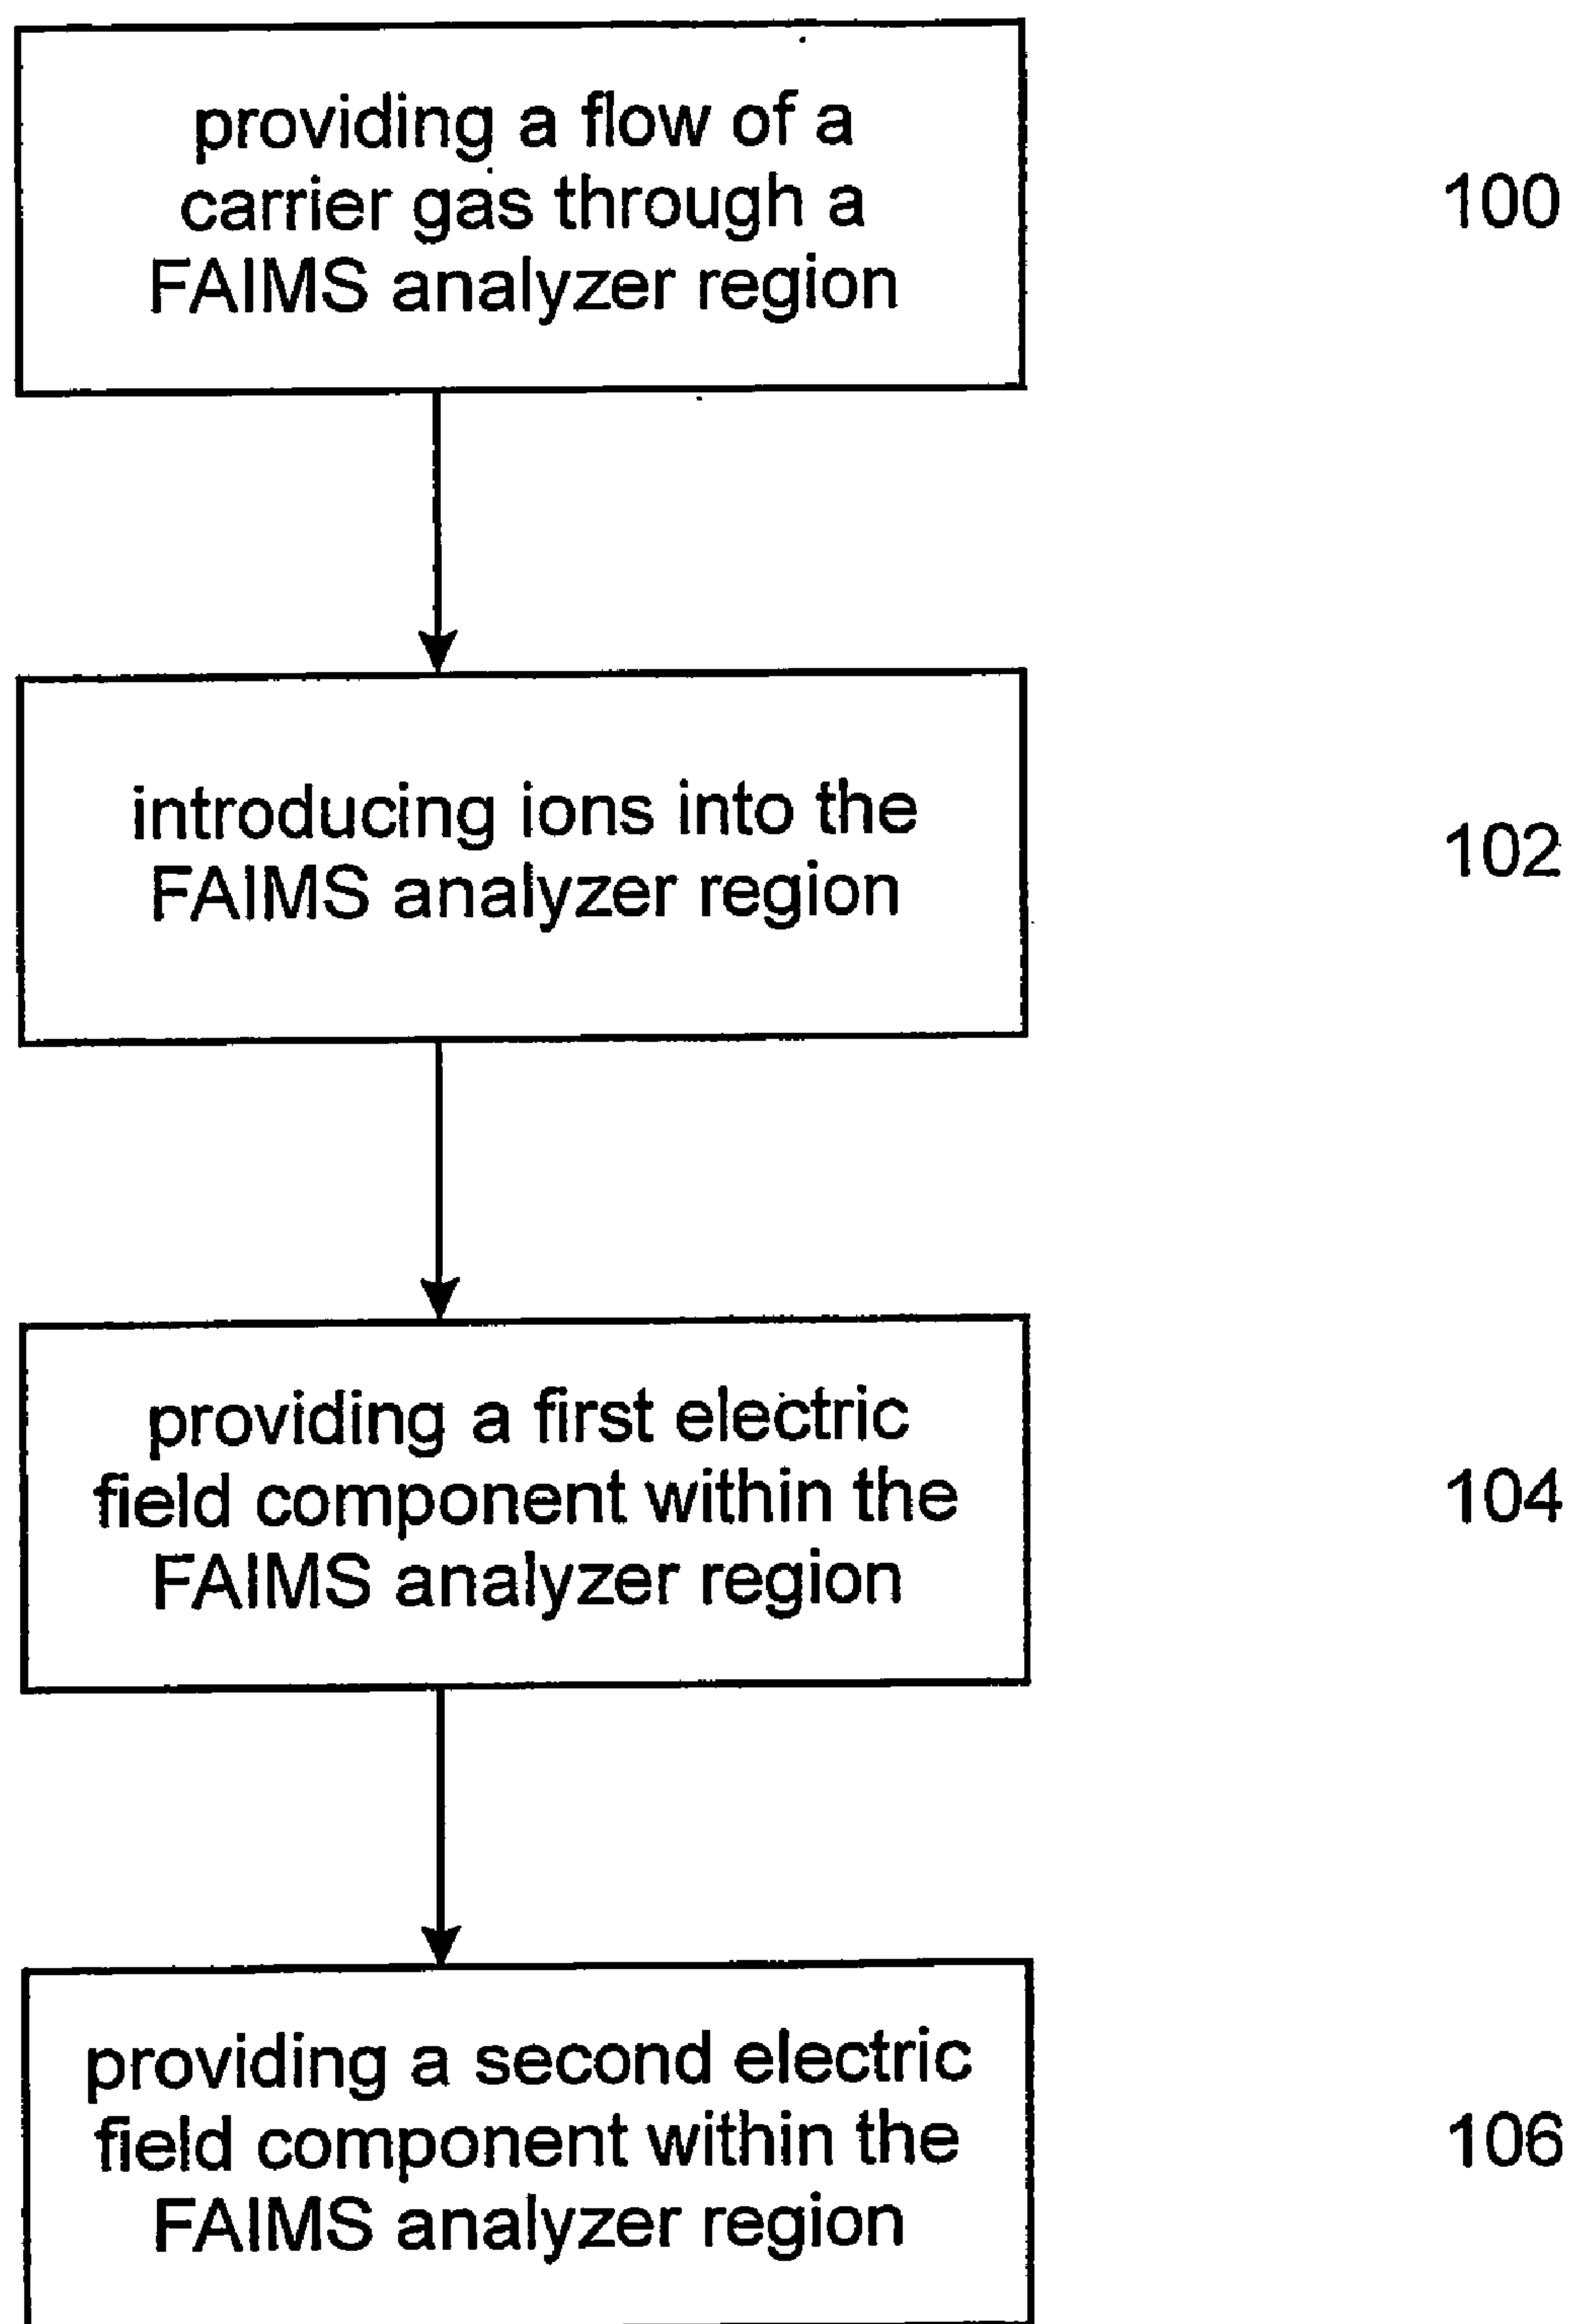 providing a flow of a
carrier gas through a
FAIMS analyzer region
100
introducing ions into the
FAIMS analyzer region
102
providing a first electric
field component within the
FAIMS analyzer region
104
providing a second electric
field component within the
FAIMS analyzer region
106